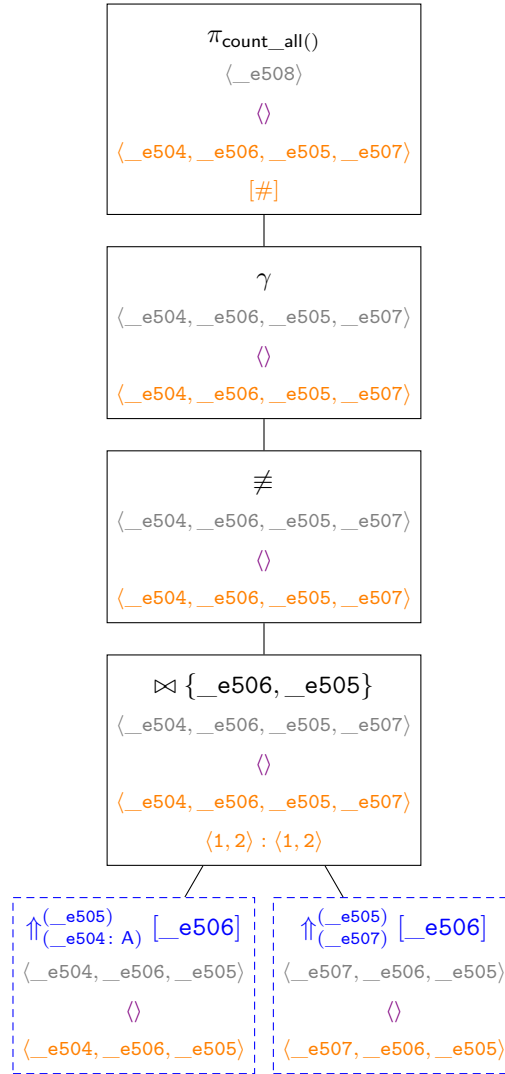 π count_all()
⟨_e508⟩
⟨⟩
⟨_e504, _e506, _e505, _e507⟩
[#]
γ
⟨_e504, _e506, _e505, _e507⟩
⟨⟩
⟨_e504, _e506, _e505, _e507⟩
≢
⟨_e504, _e506, _e505, _e507⟩
⟨⟩
⟨_e504, _e506, _e505, _e507⟩
⋈ {_e506, _e505}
⟨_e504, _e506, _e505, _e507⟩
⟨⟩
⟨_e504, _e506, _e505, _e507⟩
⟨1, 2⟩ : ⟨1, 2⟩
⇑ (_e505) (_e504: A) [_e506]
⟨_e504, _e506, _e505⟩
⟨⟩
⟨_e504, _e506, _e505⟩
⇑ (_e505) (_e507) [_e506]
⟨_e507, _e506, _e505⟩
⟨⟩
⟨_e507, _e506, _e505⟩